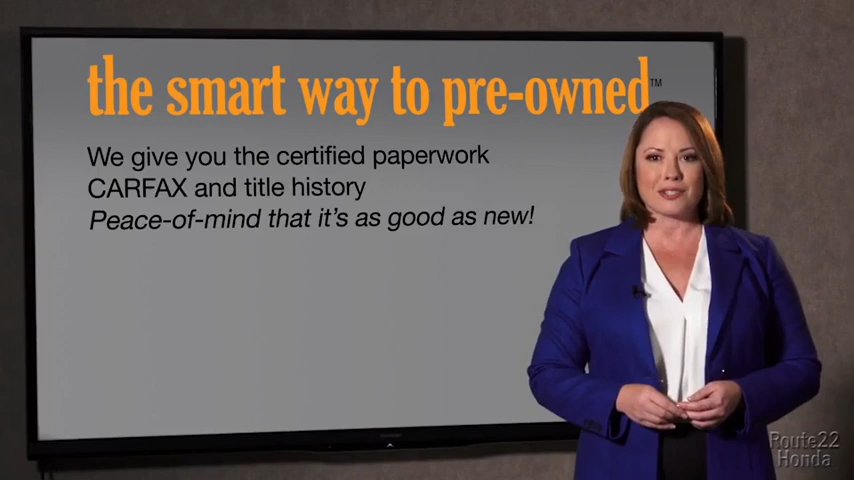 the smart way to pre-owned™
We give you the certified paperwork
CARFAX and title history
Peace-of-mind that it's as good as new!
Route22
Honda